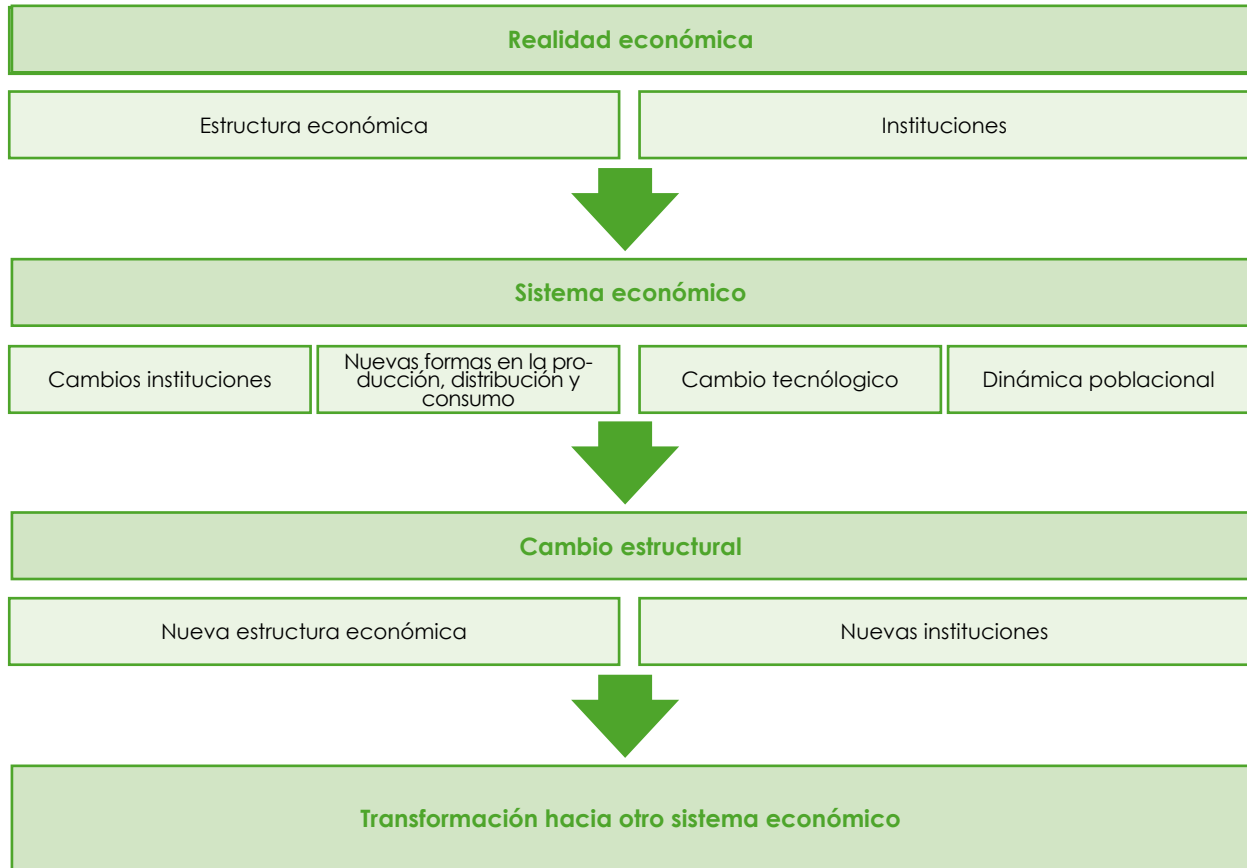 Realidad económica
Estructura económica
Instituciones
Sistema económico
Cambios instituciones
Nuevas formas en la pro-
ducción, distribución y
consumo
Cambio tecnólogico
Dinámica poblacional
Cambio estructural
Nueva estructura económica
Nuevas instituciones
Transformación hacia otro sistema económico